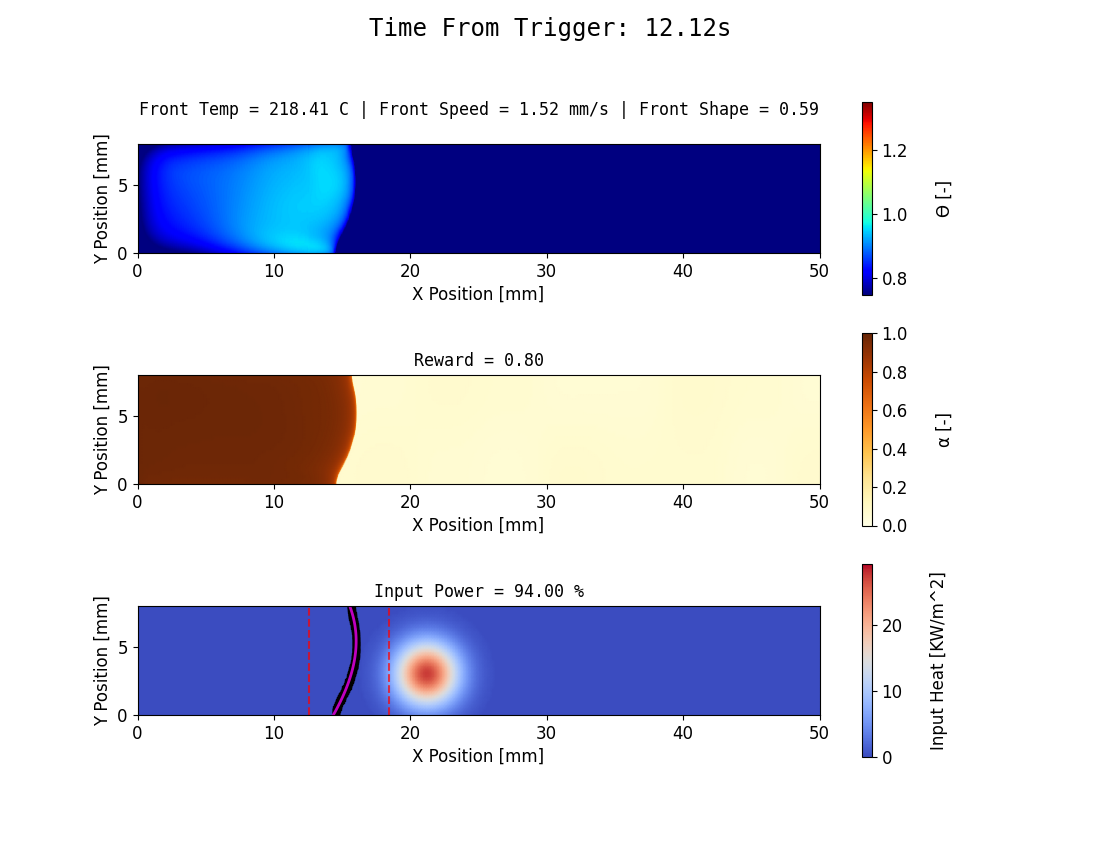 Time From Trigger: 12.12s
Front Temp = 218.41 C | Front Speed = 1.52 mm/s | Front Shape = 0.59
Y Position [mm]
5
0
0 10 20 30 40 50
X Position [mm]
1.2
1.0
0.8
Θ [-]
Reward = 0.80
Y Position [mm]
5
0
0 10 20 30 40 50
X Position [mm]
1.0
0.8
0.6
0.4
0.2
0.0
α [-]
Input Power = 94.00 %
Y Position [mm]
5
0
0 10 20 30 40 50
X Position [mm]
20
10
0
Input Heat [KW/m^2]